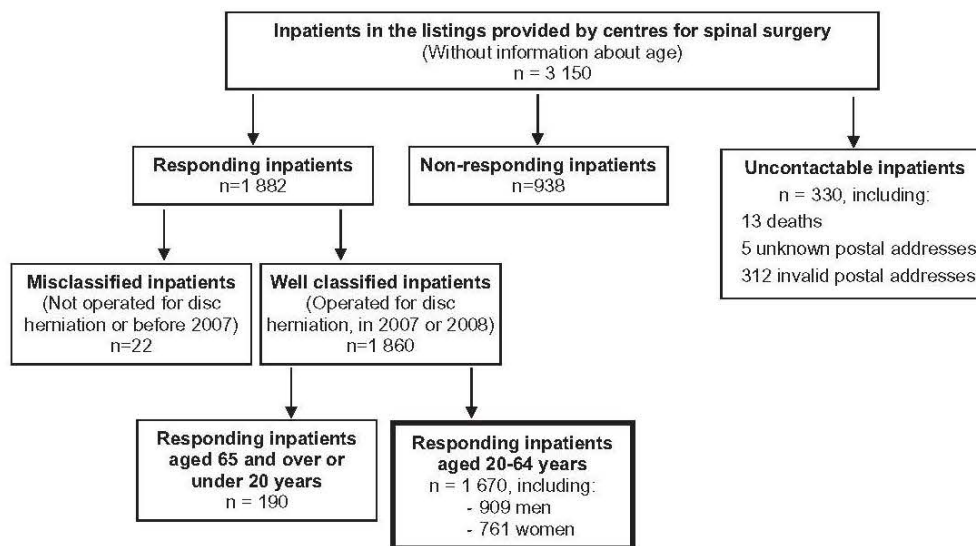 Inpatients in the listings provided by centres for spinal surgery
(Without information about age)
n = 3 150
Responding inpatients
n=1 882
Non-responding inpatients
n=938
Uncontactable inpatients
n = 330, including:
13 deaths
5 unknown postal addresses
312 invalid postal addresses
Misclassified inpatients
(Not operated for disc
herniation or before 2007)
n=22
Well classified inpatients
(Operated for disc
herniation, in 2007 or 2008)
n=1 860
Responding inpatients
aged 65 and over or
under 20 years
n = 190
Responding inpatients
aged 20-64 years
n = 1 670, including:
- 909 men
- 761 women